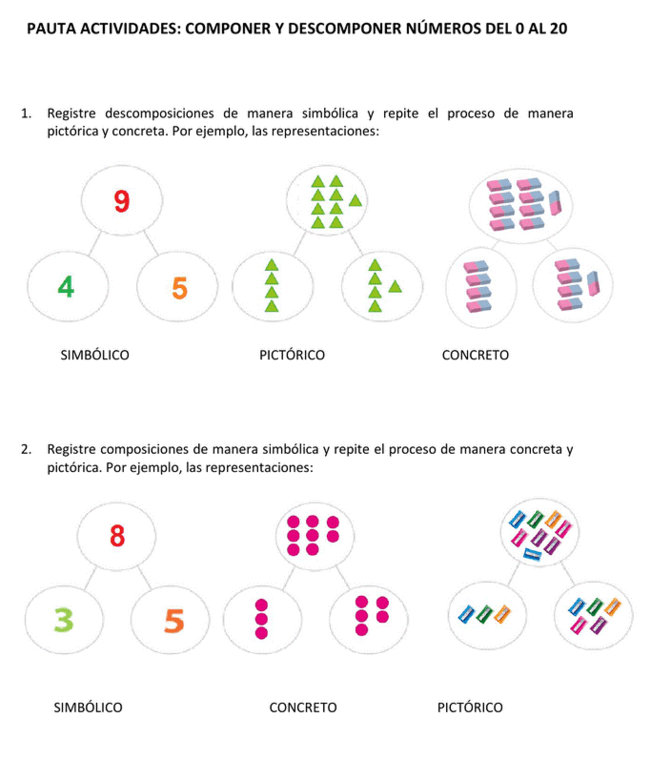 PAUTA ACTIVIDADES: COMPONER Y DESCOMPONER NÚMEROS DEL 0 AL 20
1. Registre descomposiciones de manera simbólica y repite el proceso de manera
pictórica y concreta. Por ejemplo, las representaciones:
9
4 5
SIMBÓLICO PICTÓRICO CONCRETO
2. Registre composiciones de manera simbólica y repite el proceso de manera concreta y
pictórica. Por ejemplo, las representaciones:
8
3 5
SIMBÓLICO CONCRETO PICTÓRICO